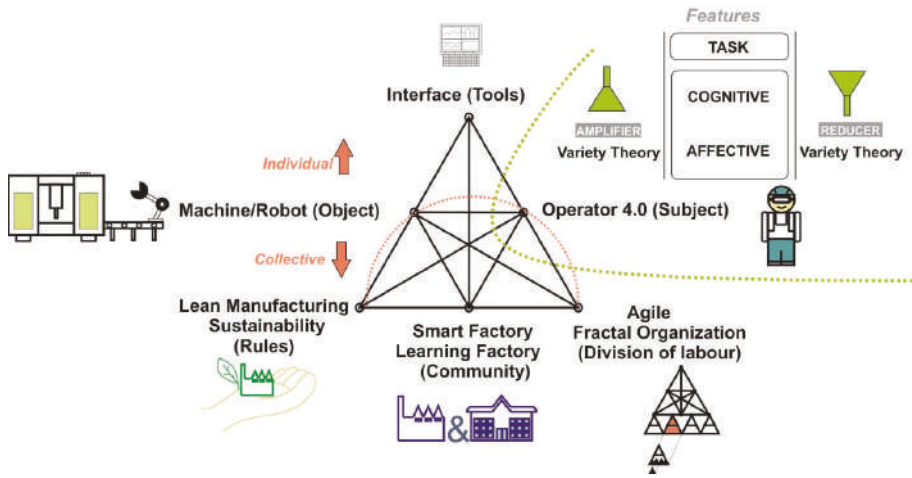 Features
TASK
COGNITIVE
AFFECTIVE
AMPLIFIER
Variety Theory
REDUCER
Variety Theory
Interface (Tools)
Individual
Machine/Robot (Object)
Operator 4.0 (Subject)
Collective
Lean Manufacturing
Sustainability
(Rules)
Smart Factory
Learning Factory
(Community)
Agile
Fractal Organization
(Division of labour)
&